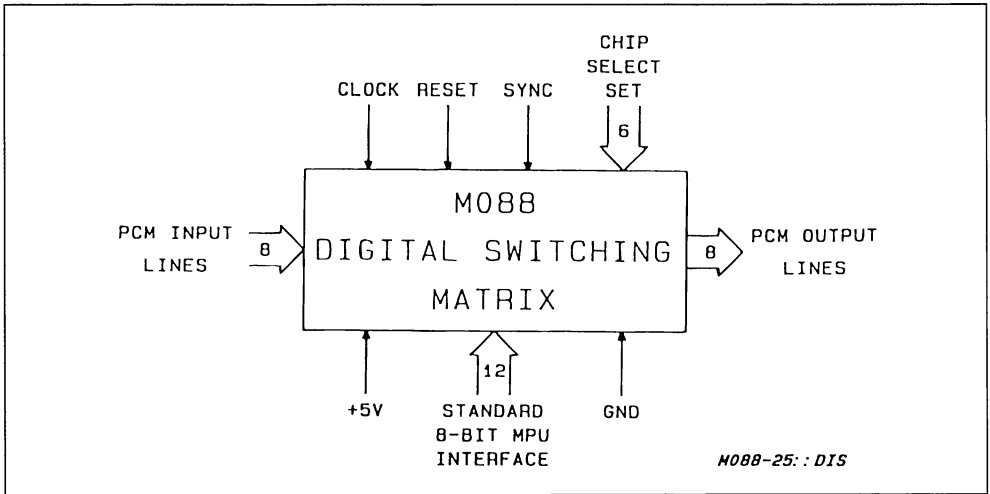 CHIP
SELECT
SET
CLOCK RESET SYNC
6
M088
DIGITAL SWITCHING
MATRIX
PCM INPUT
LINES
8
8
PCM OUTPUT
LINES
12
+5V
STANDARD
8-BIT MPU
INTERFACE
GND
M088-25::DIS